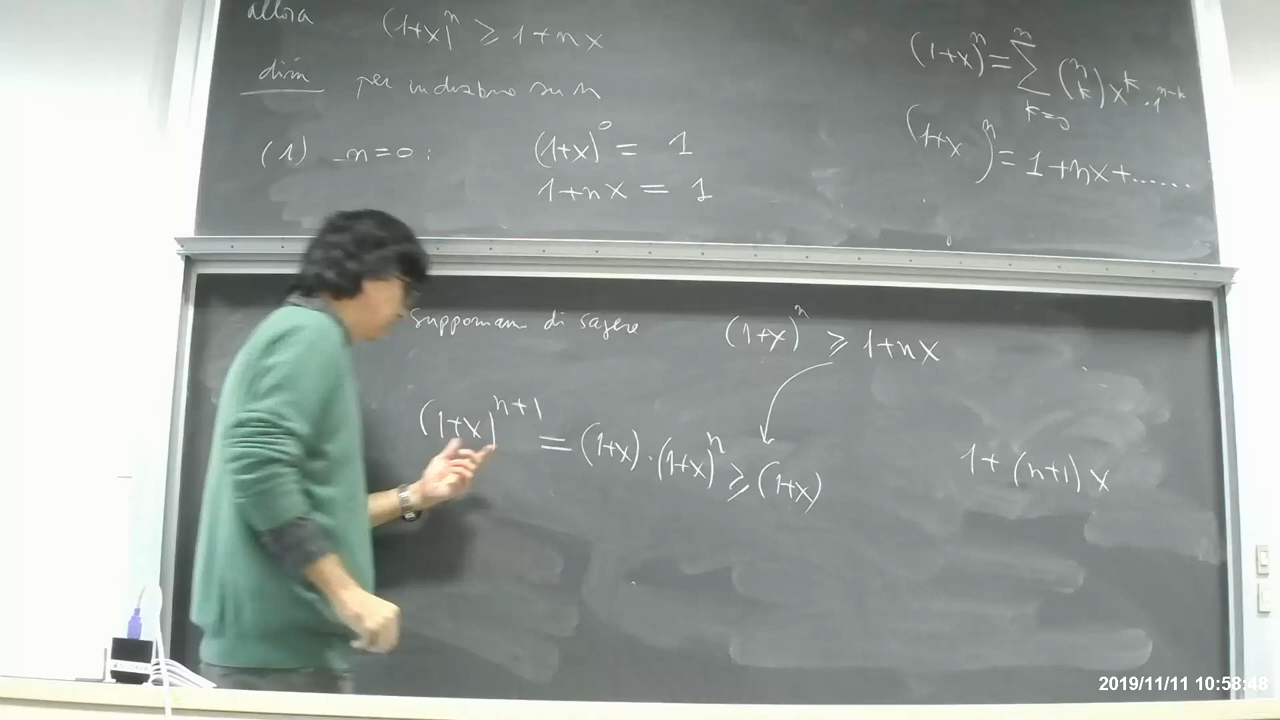 allora (1+x)^n ≥ 1+nx
dim per induzione su n
(1) n=0: (1+x)^0 = 1
1+nx = 1
(1+x)^n = ∑_{k=0}^{n} (n k) x^k · 1^{n-k}
(1+x)^n = 1+nx+......
Supponiamo di sapere (1+x)^n ≥ 1+nx
(1+x)^{n+1} = (1+x)·(1+x)^n ≥ (1+x) 1+(n+1)x
2019/11/11 10:58:48